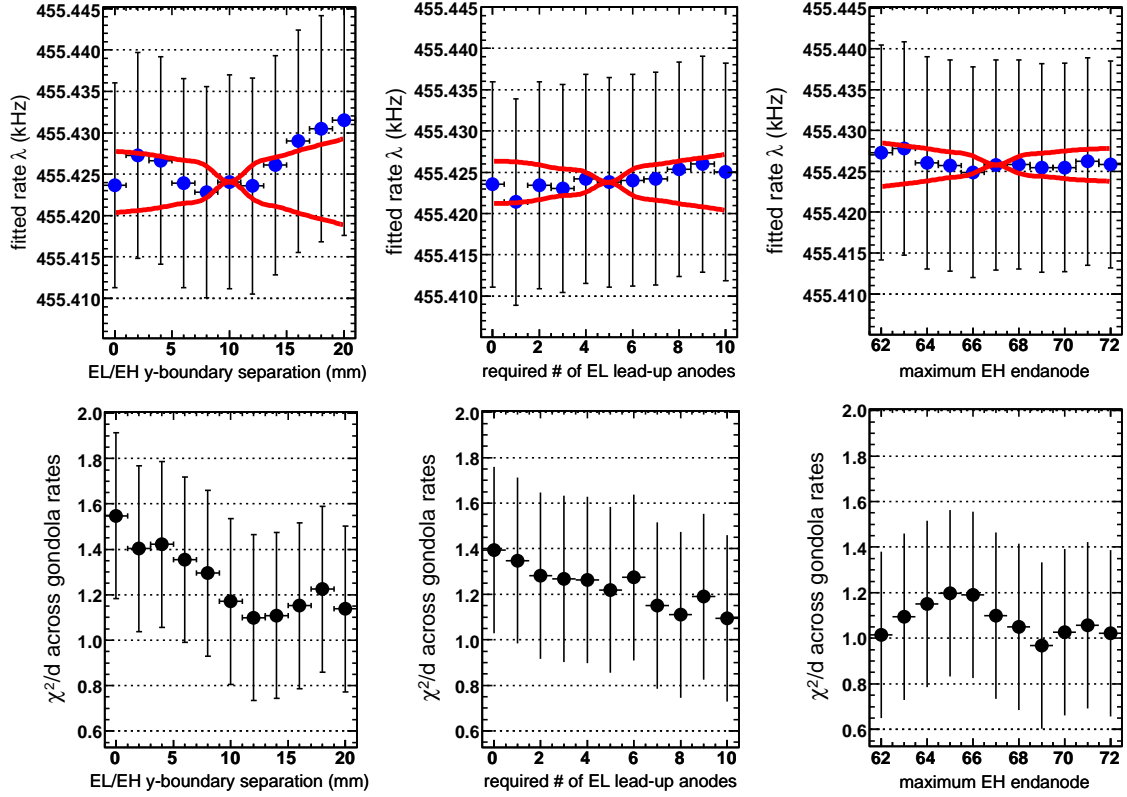 fitted rate λ (kHz)
455.445
455.440
455.435
455.430
455.425
455.420
455.415
455.410
0 5 10 15 20
EL/EH y-boundary separation (mm)
fitted rate λ (kHz)
455.445
455.440
455.435
455.430
455.425
455.420
455.415
455.410
0 2 4 6 8 10
required # of EL lead-up anodes
fitted rate λ (kHz)
455.445
455.440
455.435
455.430
455.425
455.420
455.415
455.410
62 64 66 68 70 72
maximum EH endanode
χ²/d across gondola rates
2.0
1.8
1.6
1.4
1.2
1.0
0.8
0.6
0 5 10 15 20
EL/EH y-boundary separation (mm)
χ²/d across gondola rates
2.0
1.8
1.6
1.4
1.2
1.0
0.8
0.6
0 2 4 6 8 10
required # of EL lead-up anodes
χ²/d across gondola rates
2.0
1.8
1.6
1.4
1.2
1.0
0.8
0.6
62 64 66 68 70 72
maximum EH endanode